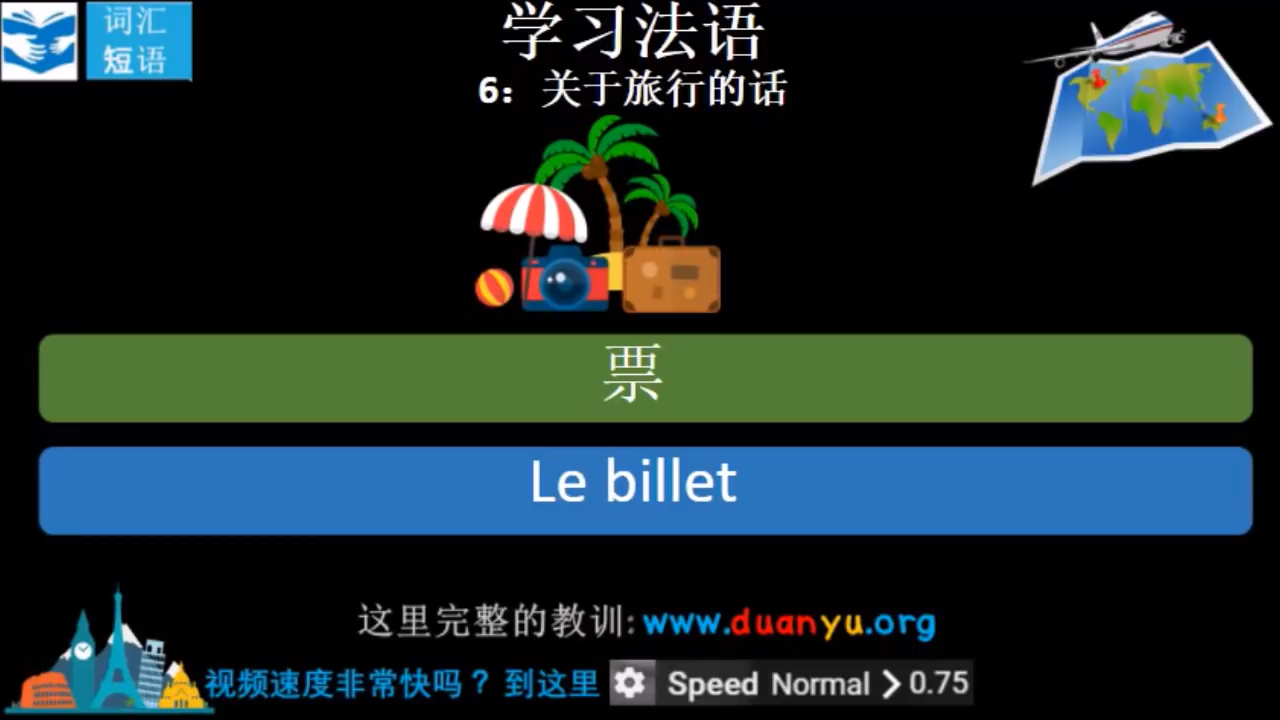 词汇
短语
学习法语
6：关于旅行的话
票
Le billet
这里完整的教训: www.duanyu.org
视频速度非常快吗？ 到这里 Speed Normal > 0.75